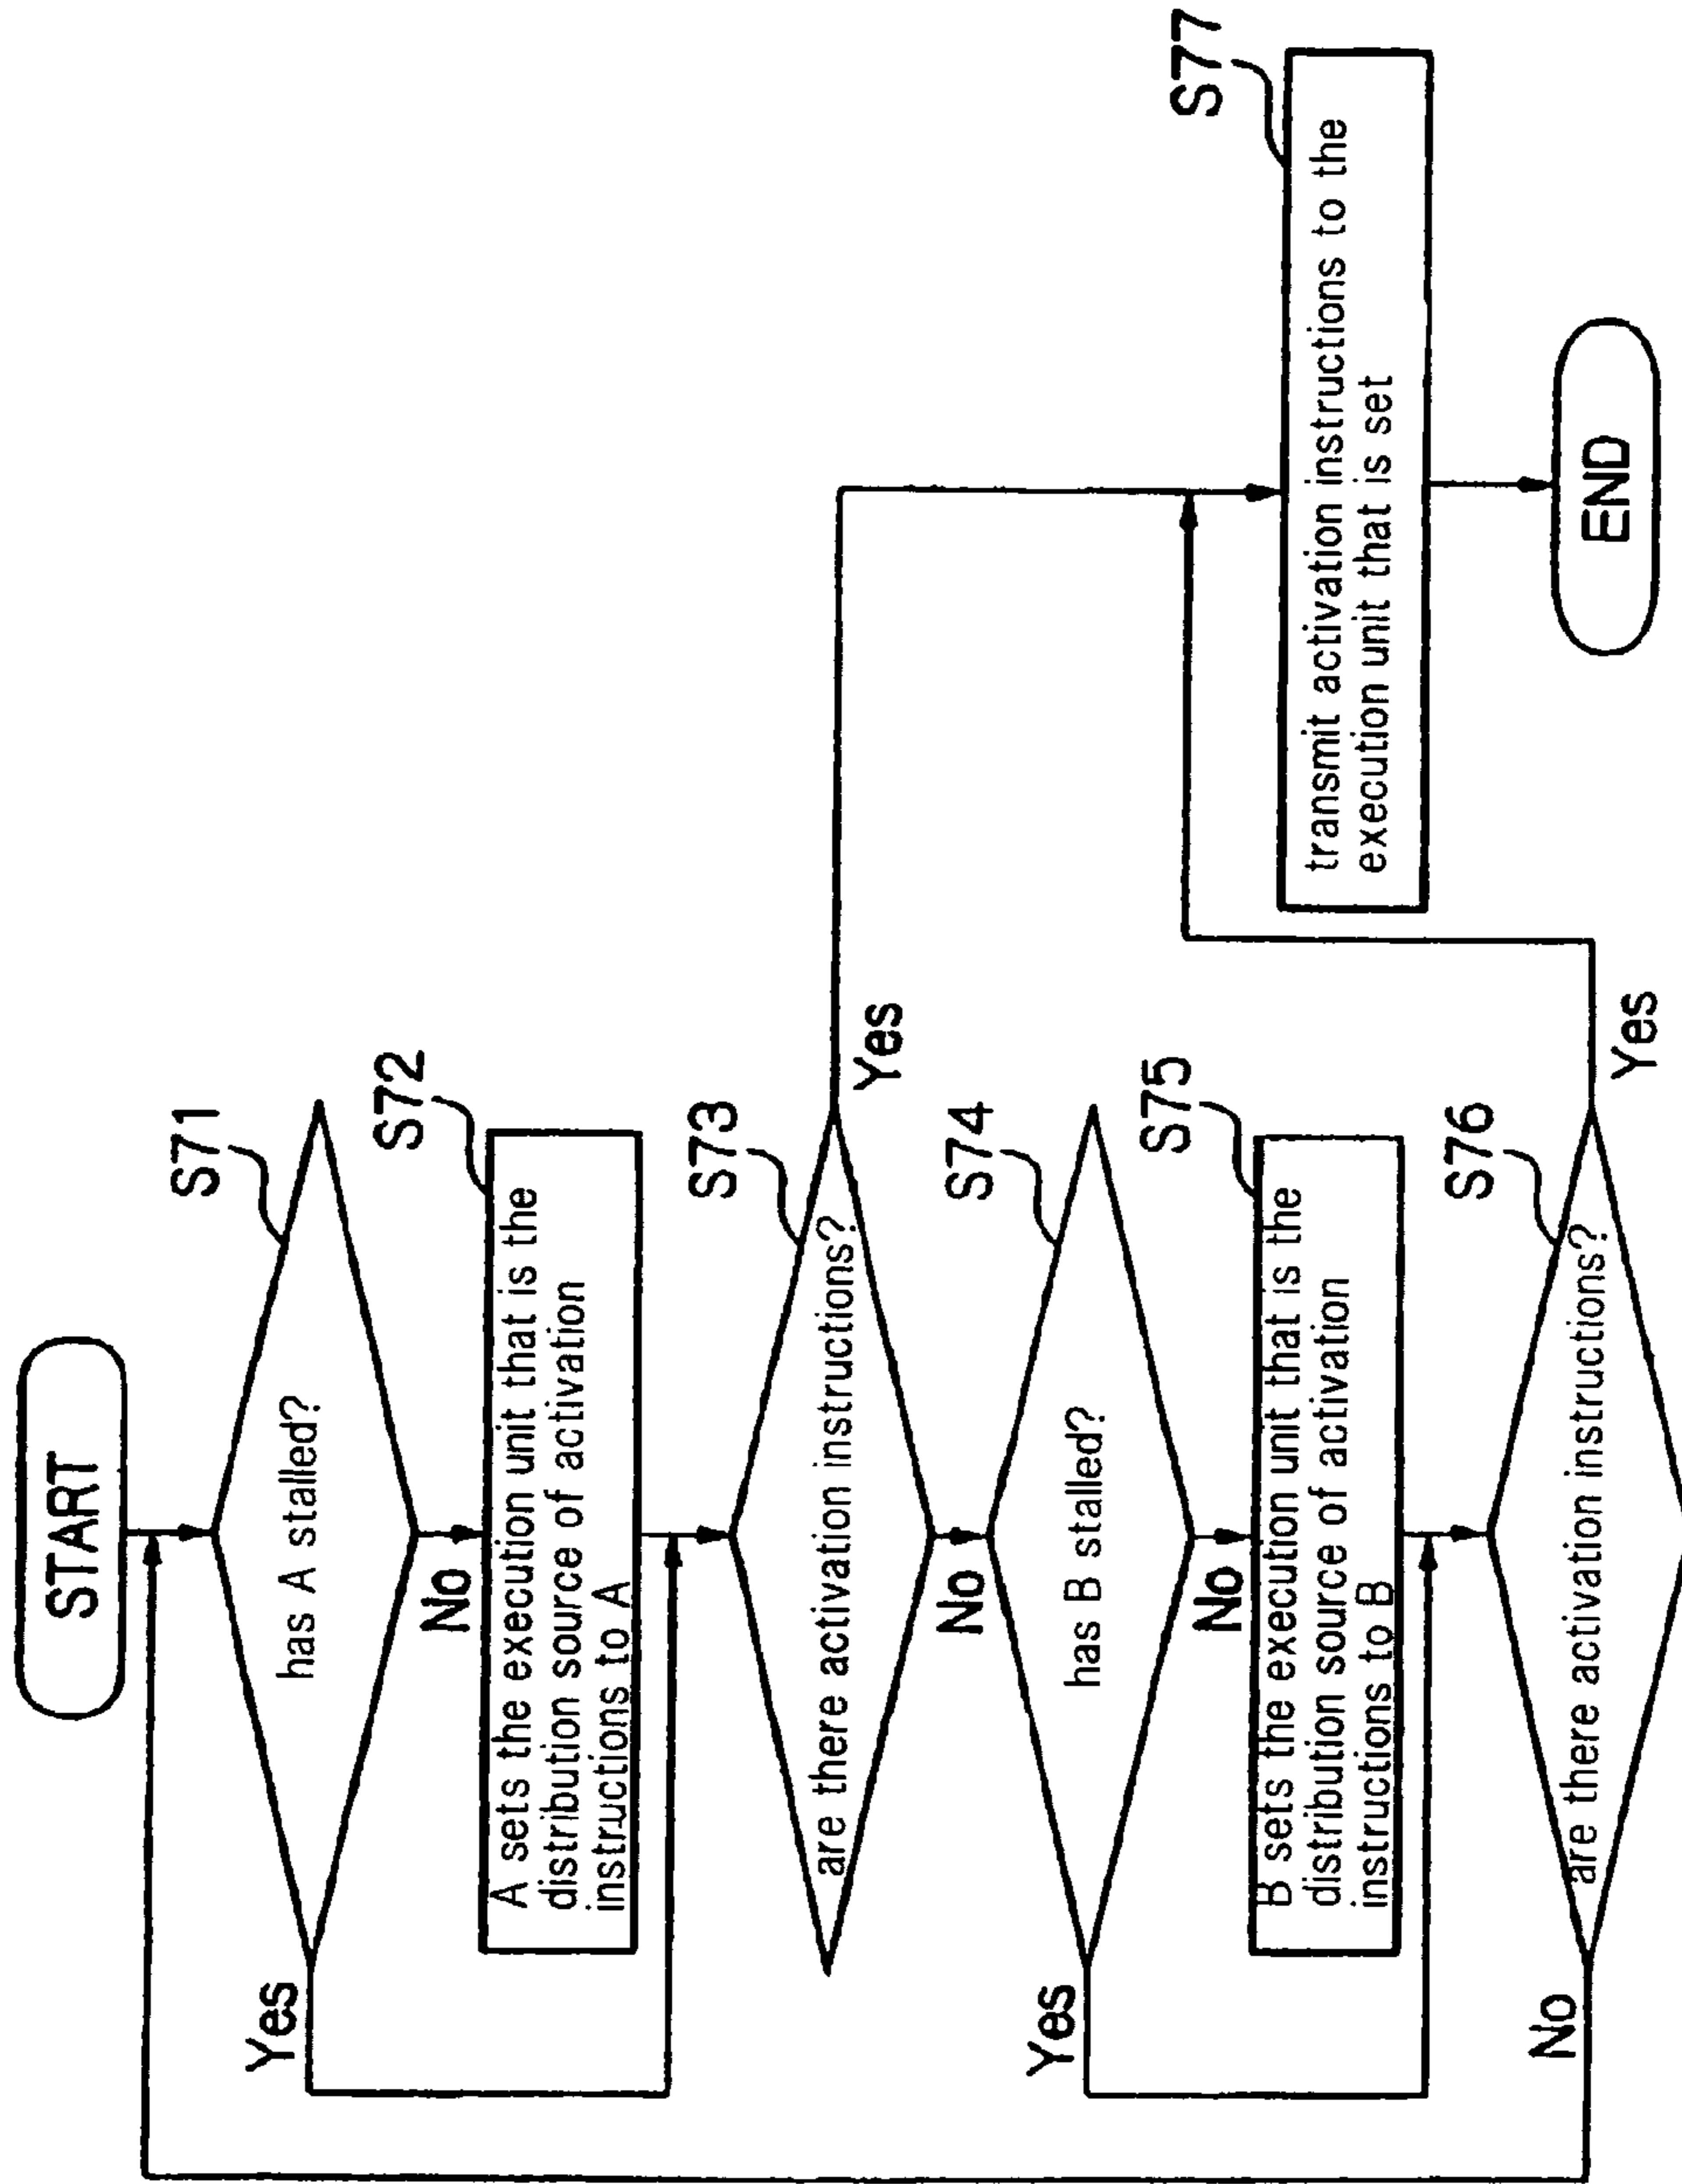 START
S71
has A stalled?
Yes
No
S72
A sets the execution unit that is the
distribution source of activation
instructions to A
S73
are there activation instructions?
Yes
No
S74
has B stalled?
Yes
No
S75
B sets the execution unit that is the
distribution source of activation
instructions to B
S76
are there activation instructions?
No
Yes
S77
transmit activation instructions to the
execution unit that is set
END